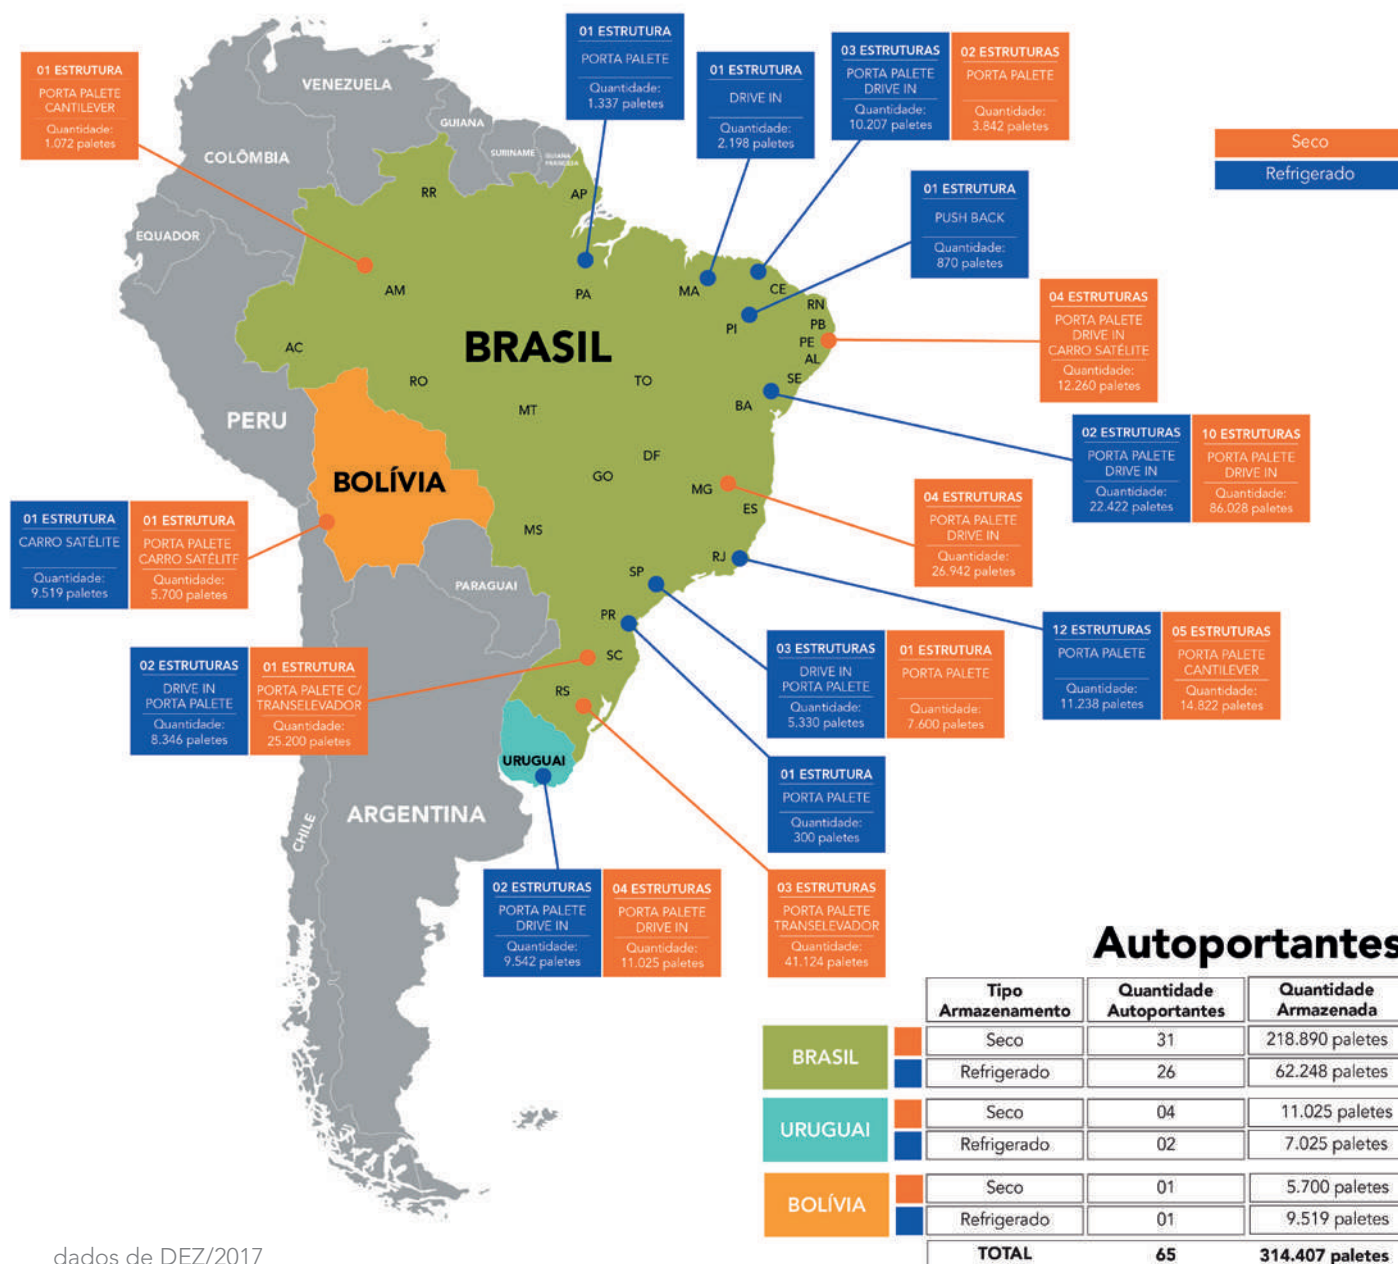 01 ESTRUTURA
PORTA PALETE
CANTILEVER
Quantidade:
1.072 paletes
01 ESTRUTURA
PORTA PALETE
Quantidade:
1.337 paletes
01 ESTRUTURA
DRIVE IN
Quantidade:
2.198 paletes
03 ESTRUTURAS
PORTA PALETE
DRIVE IN
Quantidade:
10.207 paletes
02 ESTRUTURAS
PORTA PALETE
Quantidade:
3.842 paletes
Seco
Refrigerado
01 ESTRUTURA
PUSH BACK
Quantidade:
870 paletes
04 ESTRUTURAS
PORTA PALETE
DRIVE IN
CARRO SATÉLITE
Quantidade:
12.260 paletes
02 ESTRUTURAS
PORTA PALETE
DRIVE IN
Quantidade:
22.422 paletes
10 ESTRUTURAS
PORTA PALETE
DRIVE IN
Quantidade:
86.028 paletes
04 ESTRUTURAS
PORTA PALETE
DRIVE IN
Quantidade:
26.942 paletes
12 ESTRUTURAS
PORTA PALETE
Quantidade:
11.238 paletes
05 ESTRUTURAS
PORTA PALETE
CANTILEVER
Quantidade:
14.822 paletes
03 ESTRUTURAS
DRIVE IN
PORTA PALETE
Quantidade:
5.330 paletes
01 ESTRUTURA
PORTA PALETE
Quantidade:
7.600 paletes
01 ESTRUTURA
PORTA PALETE
Quantidade:
300 paletes
03 ESTRUTURAS
PORTA PALETE
TRANSELEVADOR
Quantidade:
41.124 paletes
02 ESTRUTURAS
PORTA PALETE
DRIVE IN
Quantidade:
9.542 paletes
04 ESTRUTURAS
PORTA PALETE
DRIVE IN
Quantidade:
11.025 paletes
02 ESTRUTURAS
DRIVE IN
PORTA PALETE
Quantidade:
8.346 paletes
01 ESTRUTURA
PORTA PALETE C/
TRANSELEVADOR
Quantidade:
25.200 paletes
01 ESTRUTURA
CARRO SATÉLITE
Quantidade:
9.519 paletes
01 ESTRUTURA
PORTA PALETE
CARRO SATÉLITE
Quantidade:
5.700 paletes
VENEZUELA
GUIANA
SURINAME
GUIANA
FRANCESA
COLÔMBIA
EQUADOR
PERU
BRASIL
BOLÍVIA
PARAGUAI
URUGUAI
ARGENTINA
CHILE
RR
AP
AM
PA
MA
CE
RN
PB
PE
AL
PI
SE
AC
RO
TO
MT
BA
DF
GO
MG
ES
MS
RJ
SP
PR
SC
RS
Autoportantes
Tipo Armazenamento Quantidade Autoportantes Quantidade Armazenada
BRASIL
Seco 31 218.890 paletes
Refrigerado 26 62.248 paletes
URUGUAI
Seco 04 11.025 paletes
Refrigerado 02 7.025 paletes
BOLÍVIA
Seco 01 5.700 paletes
Refrigerado 01 9.519 paletes
TOTAL 65 314.407 paletes
dados de DEZ/2017